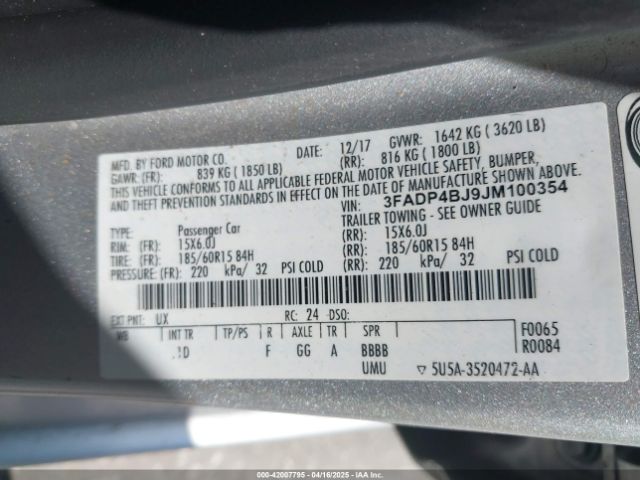 MFD. BY FORD MOTOR CO.
DATE: 12/17 GVWR: 1642 KG ( 3620 LB)
GAWR: (FR): 839 KG ( 1850 LB) (RR): 816 KG ( 1800 LB)
THIS VEHICLE CONFORMS TO ALL APPLICABLE FEDERAL MOTOR VEHICLE SAFETY, BUMPER,
AND THEFT PREVENTION STANDARDS IN EFFECT ON THE DATE OF MANUFACTURE SHOWN ABOVE.
VIN: 3FADP4BJ9JM100354
TYPE: Passenger Car TRAILER TOWING - SEE OWNER GUIDE
RIM: (FR): 15X6.0J (RR): 15X6.0J
TIRE: (FR): 185/60R15 84H (RR): 185/60R15 84H
PRESSURE: (FR): 220 kPa/ 32 PSI COLD (RR): 220 kPa/ 32 PSI COLD
EXT PNT: UX RC: 24 DSO:
WB INT TR TP/PS R AXLE TR SPR
.1D F GG A BBBB
UMU
F0065
R0084
▽ 5U5A-3520472-AA
000-42007795 - 04/16/2025 - IAAI.COM